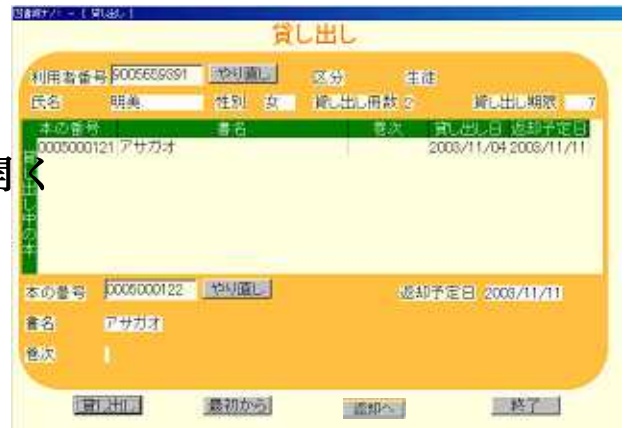 図書館ナノバー - [ 貸し出し ]
貸し出し
利用者番号 9005659391 やり直し 区分 生徒
氏名 明美 性別 女 貸し出し冊数 2 貸し出し期限 7
本の番号 書名 巻次 貸し出し日 返却予定日
0005000121 アサガオ 2003/11/04 2003/11/11
貸し出し中の本
開く
本の番号 0005000122 やり直し 返却予定日 2003/11/11
書名 アサガオ
巻次
貸し出し 最初から 返却へ 終了